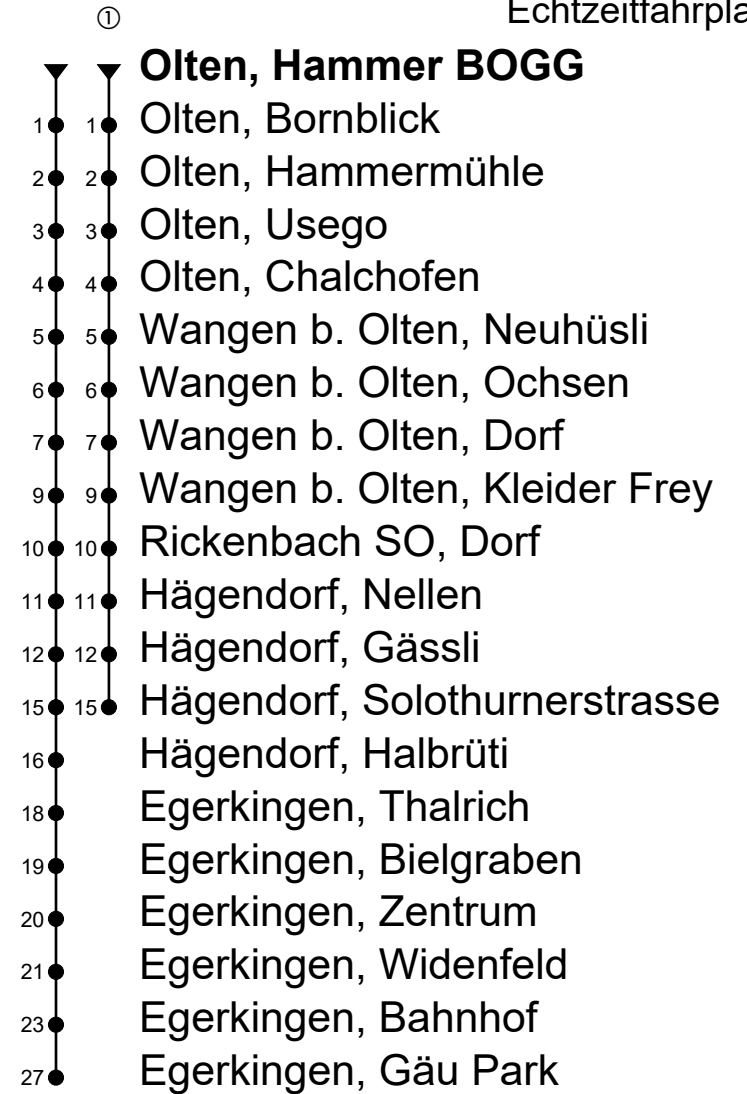 ① Echtzeitfahrpla
Olten, Hammer BOGG
1 1 Olten, Bornblick
2 2 Olten, Hammermühle
3 3 Olten, Usego
4 4 Olten, Chalchofen
5 5 Wangen b. Olten, Neuhüsli
6 6 Wangen b. Olten, Ochsen
7 7 Wangen b. Olten, Dorf
9 9 Wangen b. Olten, Kleider Frey
10 10 Rickenbach SO, Dorf
11 11 Hägendorf, Nellen
12 12 Hägendorf, Gässli
15 15 Hägendorf, Solothurnerstrasse
16 Hägendorf, Halbrüti
18 Egerkingen, Thalrich
19 Egerkingen, Bielgraben
20 Egerkingen, Zentrum
21 Egerkingen, Widenfeld
23 Egerkingen, Bahnhof
27 Egerkingen, Gäu Park